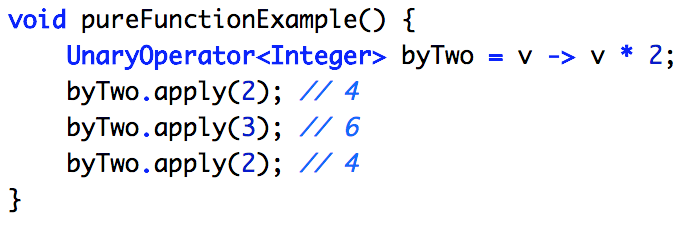 void pureFunctionExample() {
    UnaryOperator<Integer> byTwo = v -> v * 2;
    byTwo.apply(2); // 4
    byTwo.apply(3); // 6
    byTwo.apply(2); // 4
}